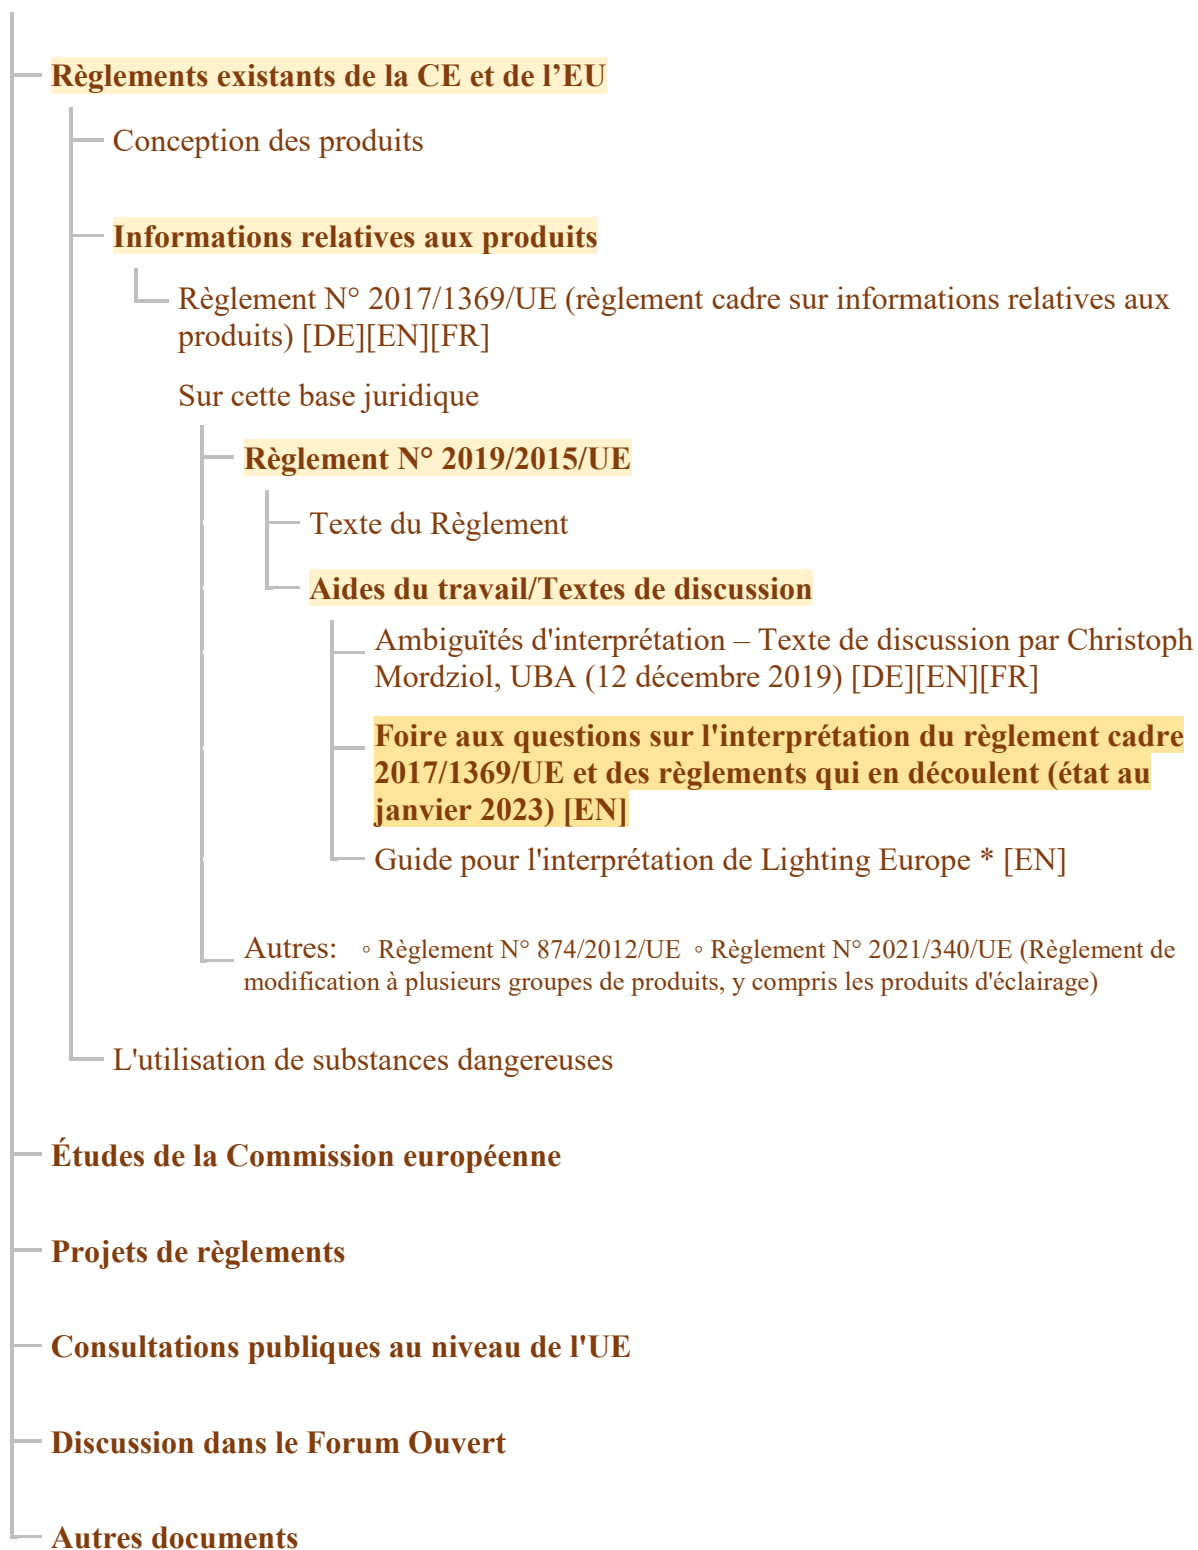 Règlements existants de la CE et de l’EU
Conception des produits
Informations relatives aux produits
Règlement N° 2017/1369/UE (règlement cadre sur informations relatives aux
produits) [DE][EN][FR]
Sur cette base juridique
Règlement N° 2019/2015/UE
Texte du Règlement
Aides du travail/Textes de discussion
Ambiguïtés d'interprétation – Texte de discussion par Christoph
Mordziol, UBA (12 décembre 2019) [DE][EN][FR]
Foire aux questions sur l'interprétation du règlement cadre
2017/1369/UE et des règlements qui en découlent (état au
janvier 2023) [EN]
Guide pour l'interprétation de Lighting Europe * [EN]
Autres: ◦ Règlement N° 874/2012/UE ◦ Règlement N° 2021/340/UE (Règlement de
modification à plusieurs groupes de produits, y compris les produits d'éclairage)
L'utilisation de substances dangereuses
Études de la Commission européenne
Projets de règlements
Consultations publiques au niveau de l'UE
Discussion dans le Forum Ouvert
Autres documents